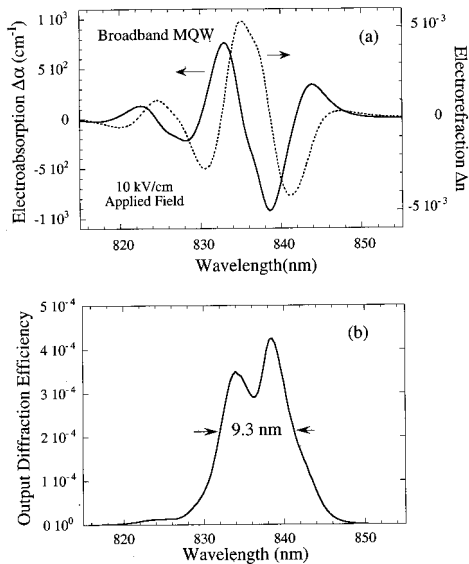 Broadband MQW
(a)
10 kV/cm
Applied Field
Electroabsorption Δα (cm⁻¹)
1 10³
5 10²
0
-5 10²
-1 10³
Electrorefraction Δn
5 10⁻³
0
-5 10⁻³
820 830 840 850
Wavelength(nm)
(b)
9.3 nm
Output Diffraction Efficiency
5 10⁻⁴
4 10⁻⁴
3 10⁻⁴
2 10⁻⁴
1 10⁻⁴
0 10⁰
820 830 840 850
Wavelength (nm)